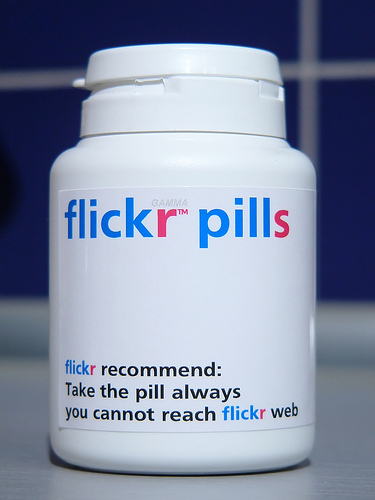 GAMMA
flickr™ pills
flickr recommend:
Take the pill always
you cannot reach flickr web